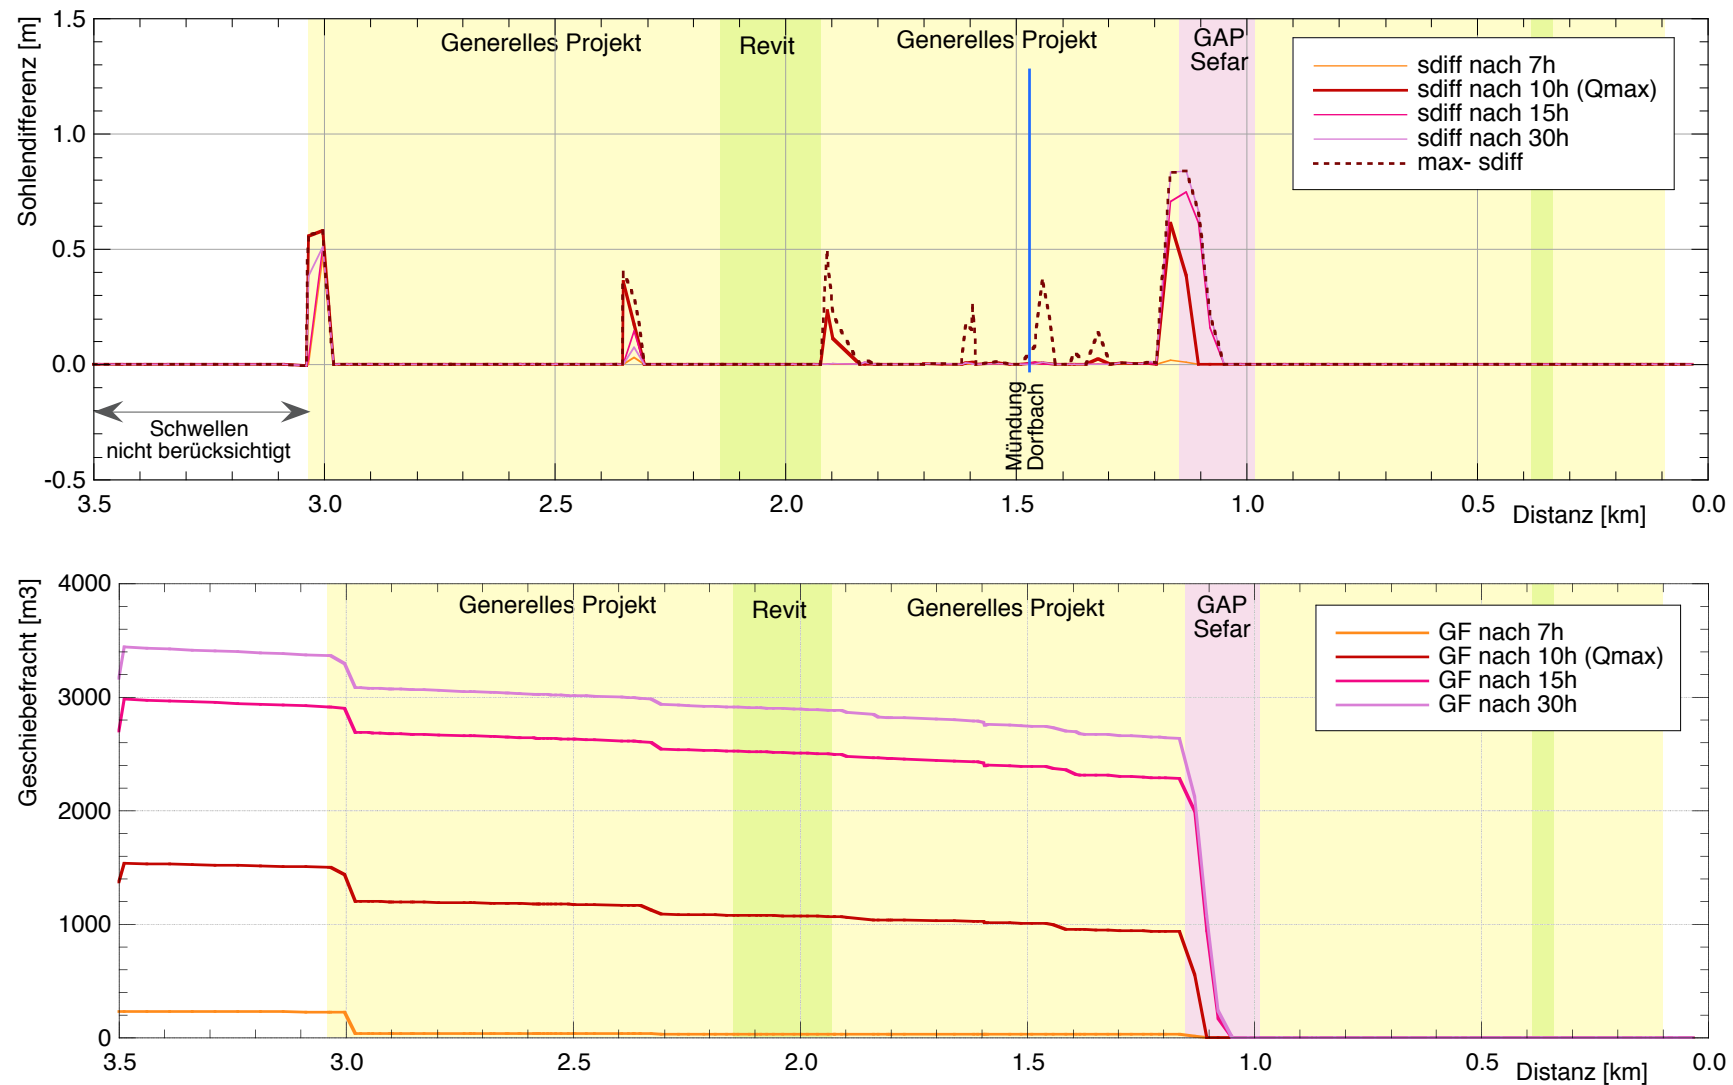 1.5
1.0
0.5
0.0
-0.5
Sohlendifferenz [m]
Generelles Projekt
Revit
Generelles Projekt
GAP
Sefar
sdiff nach 7h
sdiff nach 10h (Qmax)
sdiff nach 15h
sdiff nach 30h
max- sdiff
Schwellen
nicht berücksichtigt
Mündung
Dorfbach
3.5 3.0 2.5 2.0 1.5 1.0 0.5 0.0
Distanz [km]
4000
3000
2000
1000
0
Geschiebefracht [m3]
Generelles Projekt
Revit
Generelles Projekt
GAP
Sefar
GF nach 7h
GF nach 10h (Qmax)
GF nach 15h
GF nach 30h
3.5 3.0 2.5 2.0 1.5 1.0 0.5 0.0
Distanz [km]